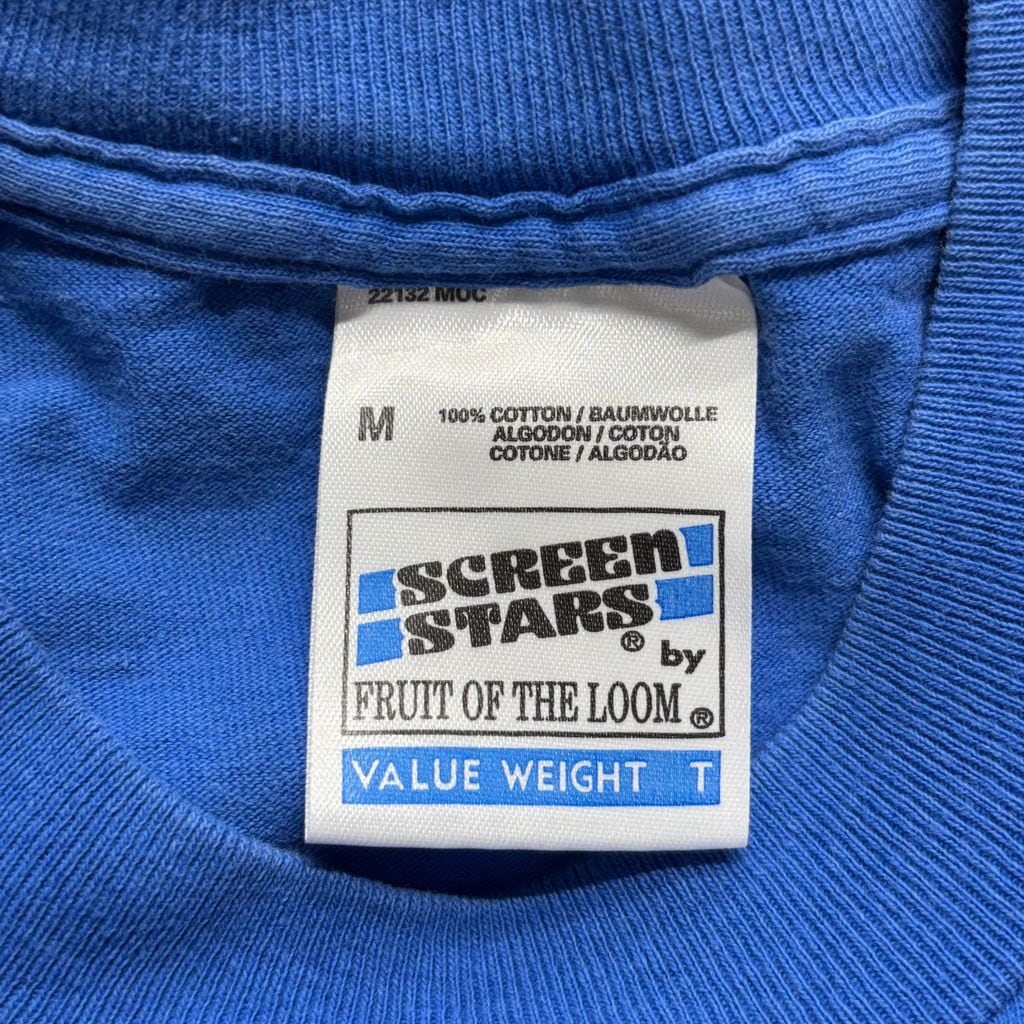 22132 MOC
M 100% COTTON / BAUMWOLLE
ALGODON / COTON
COTONE / ALGODÃO
SCREEN
STARS®
by
FRUIT OF THE LOOM®
VALUE WEIGHT T